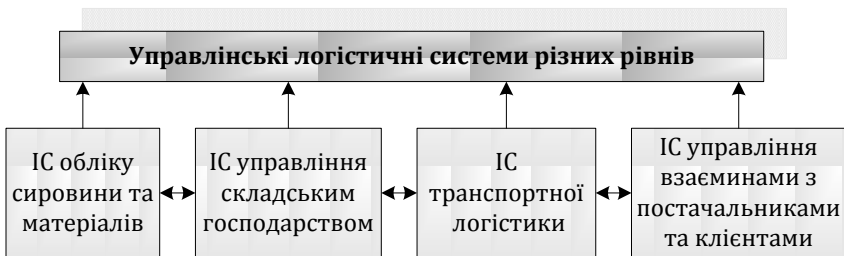 Управлінські логістичні системи різних рівнів
ІС обліку
сировини та
матеріалів
ІС управління
складським
господарством
ІС
транспортної
логістики
ІС управління
взаєминами з
постачальниками
та клієнтами